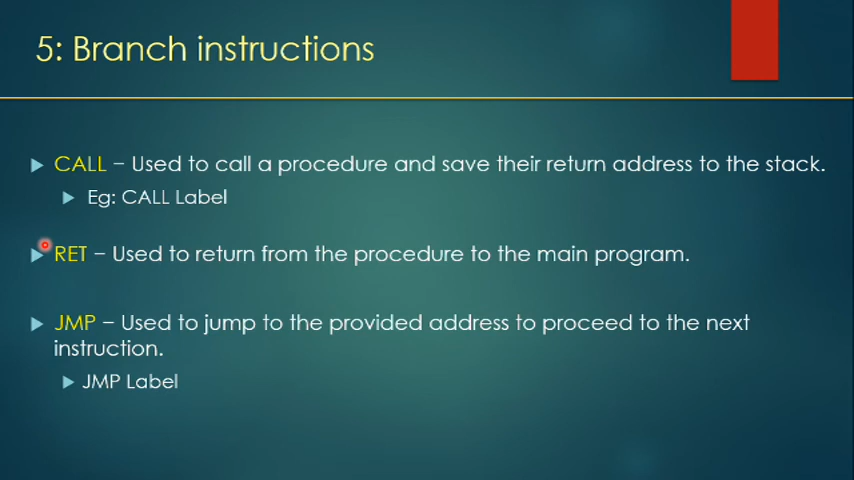 5: Branch instructions
CALL – Used to call a procedure and save their return address to the stack.
Eg: CALL Label
RET – Used to return from the procedure to the main program.
JMP – Used to jump to the provided address to proceed to the next
instruction.
JMP Label